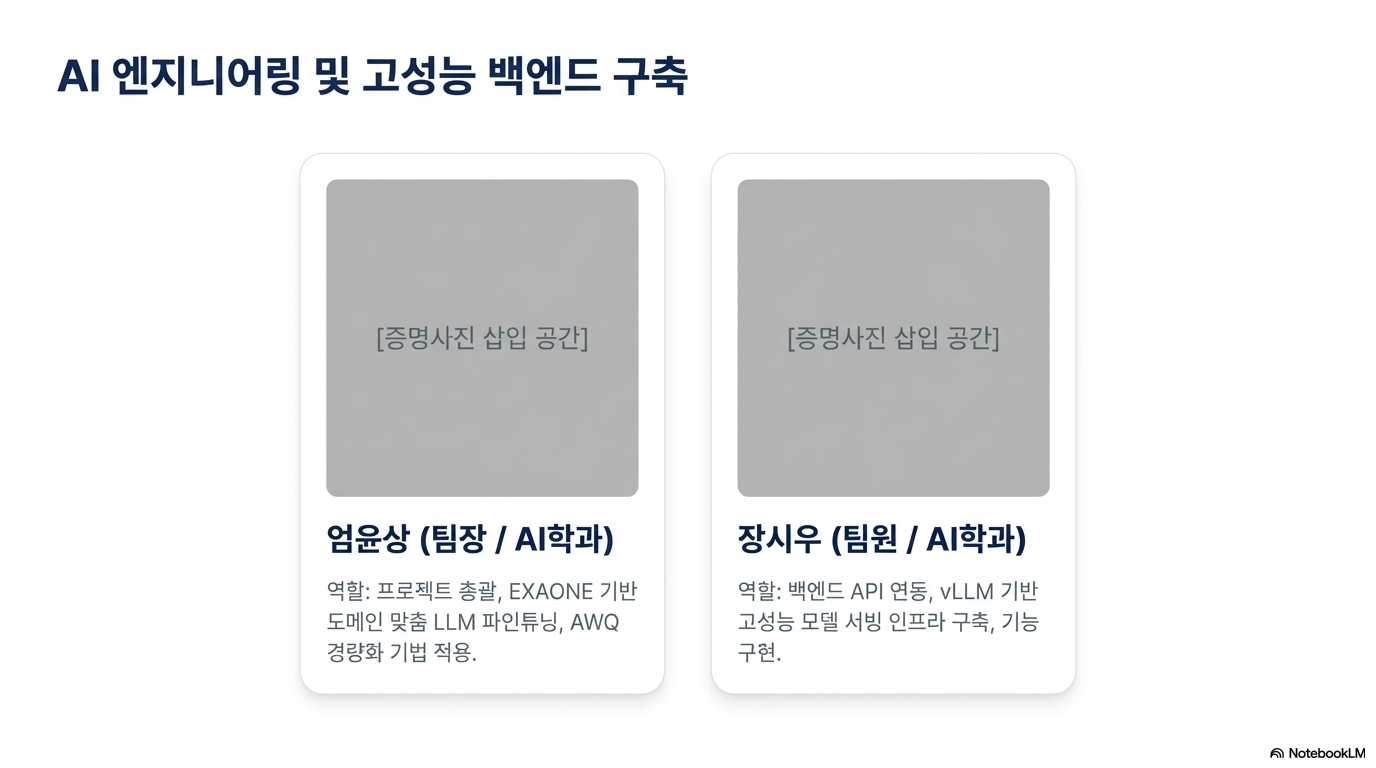 AI 엔지니어링 및 고성능 백엔드 구축
[증명사진 삽입 공간]
엄윤상 (팀장 / AI학과)
역할: 프로젝트 총괄, EXAONE 기반
도메인 맞춤 LLM 파인튜닝, AWQ
경량화 기법 적용.
[증명사진 삽입 공간]
장시우 (팀원 / AI학과)
역할: 백엔드 API 연동, vLLM 기반
고성능 모델 서빙 인프라 구축, 기능
구현.
NotebookLM